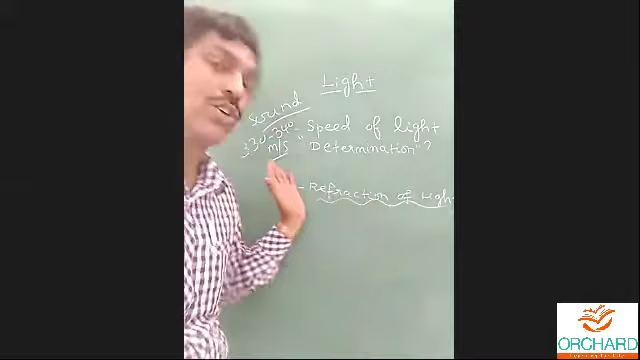 Light
Sound
330-340
m/s
- Speed of light
"Determination"?
- Refraction of Light
ORCHARD